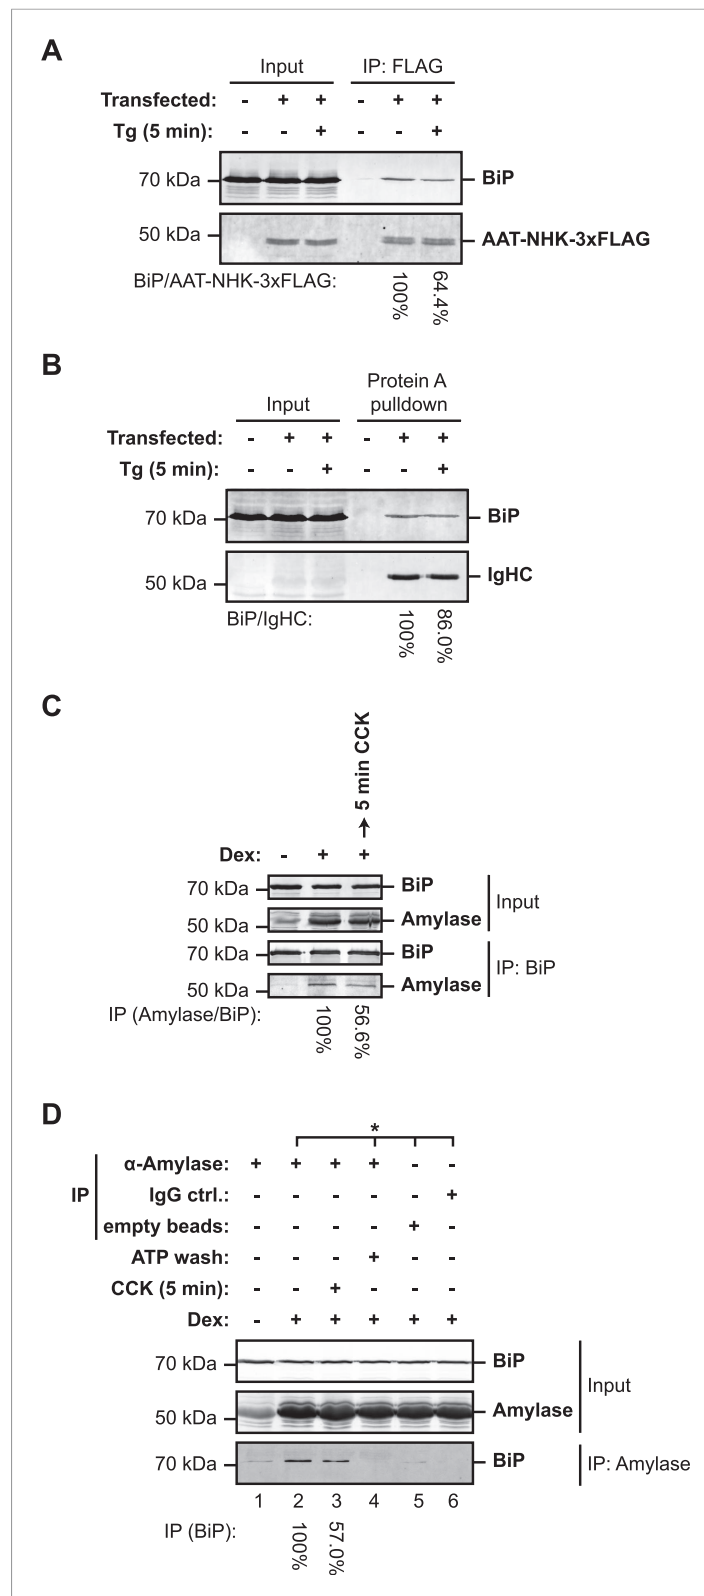 A
Input IP: FLAG
Transfected: - + + - + +
Tg (5 min): - - + - - +
70 kDa BiP
50 kDa AAT-NHK-3xFLAG
BiP/AAT-NHK-3xFLAG: 100% 64.4%
B
Protein A
Input pulldown
Transfected: - + + - + +
Tg (5 min): - - + - - +
70 kDa BiP
50 kDa IgHC
BiP/IgHC: 100% 86.0%
C
→ 5 min CCK
Dex: - + +
70 kDa BiP
Input
50 kDa Amylase
70 kDa BiP
IP: BiP
50 kDa Amylase
IP (Amylase/BiP): 100% 56.6%
D
*
α-Amylase: + + + + - -
IP IgG ctrl.: - - - - - +
empty beads: - - - - + -
ATP wash: - - - + - -
CCK (5 min): - - + - - -
Dex: - + + + + +
70 kDa BiP
Input
50 kDa Amylase
70 kDa BiP IP: Amylase
1 2 3 4 5 6
IP (BiP): 100% 57.0%